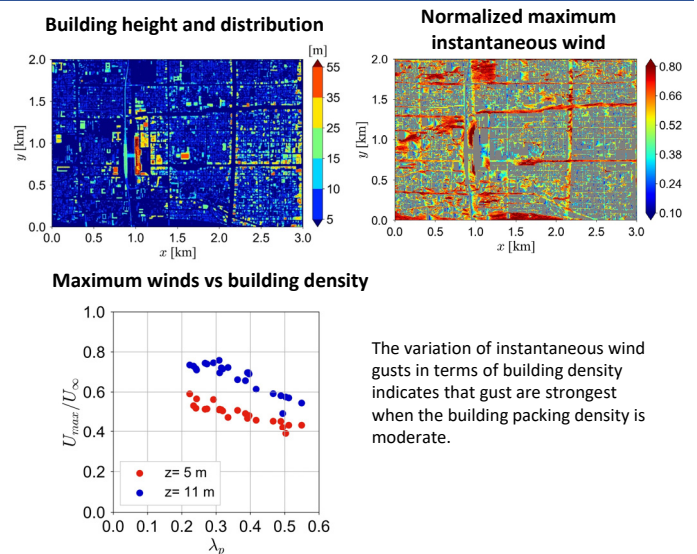 Building height and distribution
Normalized maximum
instantaneous wind
[m]
55
35
25
15
10
5
2.0
1.5
1.0
0.5
0.0
y [km]
0.0 0.5 1.0 1.5 2.0 2.5 3.0
x [km]
2.0
1.5
1.0
0.5
0.0
y [km]
0.0 0.5 1.0 1.5 2.0 2.5 3.0
x [km]
0.80
0.66
0.52
0.38
0.24
0.10
Maximum winds vs building density
1.0
0.8
0.6
0.4
0.2
0.0
U_max/U_∞
z= 5 m
z= 11 m
0.0 0.1 0.2 0.3 0.4 0.5 0.6
λ_p
The variation of instantaneous wind
gusts in terms of building density
indicates that gust are strongest
when the building packing density is
moderate.